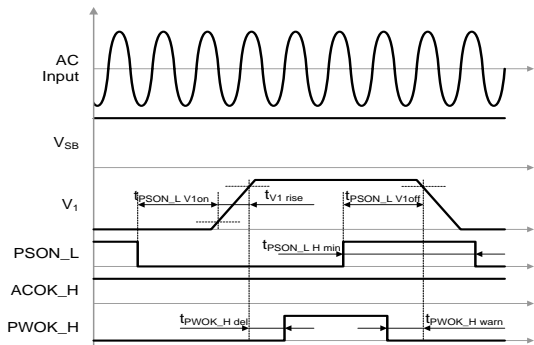 AC
Input
VSB
V1
tPSON_L V1on
tV1 rise
tPSON_L V1off
PSON_L
tPSON_L H min
ACOK_H
PWOK_H
tPWOK_H del
tPWOK_H warn